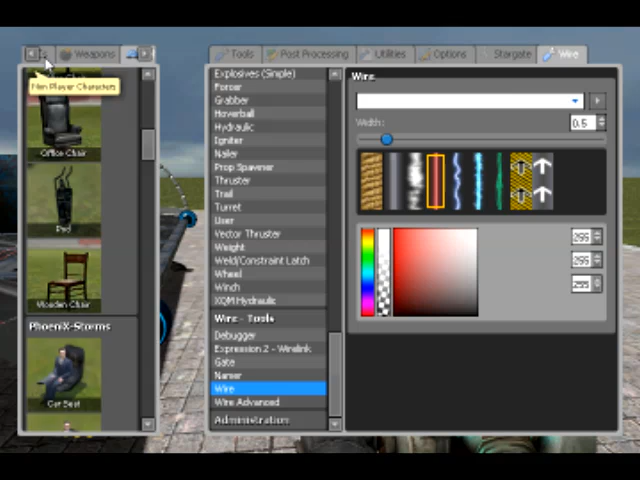 Weapons
Non Player Characters
Office Chair
Pod
Wooden Chair
PhoeniX-Storms
Car Seat
Tools
Post Processing
Utilities
Options
Stargate
Wire
Explosives (Simple)
Forcer
Grabber
Hoverball
Hydraulic
Igniter
Nailer
Prop Spawner
Thruster
Trail
Turret
User
Vector Thruster
Weight
Weld/Constraint Latch
Wheel
Winch
XQM Hydraulic
Wire - Tools
Debugger
Expression 2 - Wirelink
Gate
Namer
Wire
Wire Advanced
Administration
Wire
Width:
0.5
255
255
255